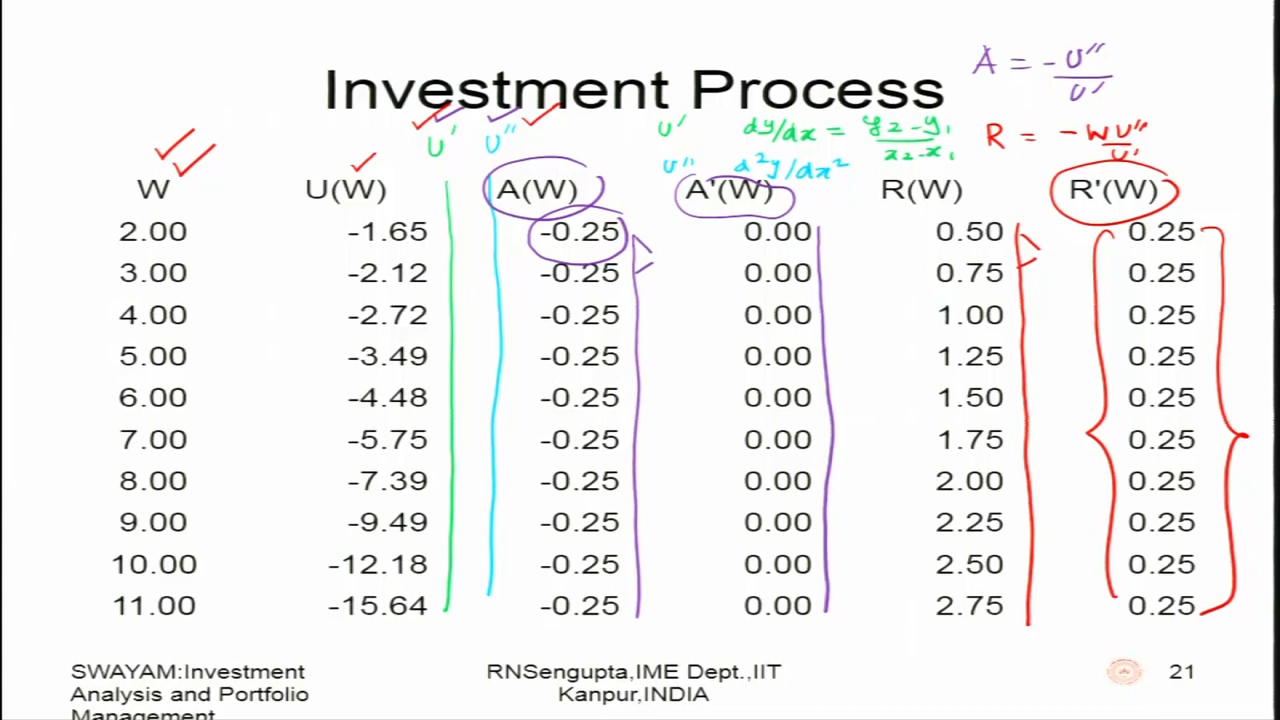 Investment Process
A = -U''/U'
U' U'' U' dy/dx = y2-y1/x2-x1 R = -WU''/U'
U'' d²y/dx²
W U(W) A(W) A'(W) R(W) R'(W)
2.00 -1.65 -0.25 0.00 0.50 0.25
3.00 -2.12 -0.25 0.00 0.75 0.25
4.00 -2.72 -0.25 0.00 1.00 0.25
5.00 -3.49 -0.25 0.00 1.25 0.25
6.00 -4.48 -0.25 0.00 1.50 0.25
7.00 -5.75 -0.25 0.00 1.75 0.25
8.00 -7.39 -0.25 0.00 2.00 0.25
9.00 -9.49 -0.25 0.00 2.25 0.25
10.00 -12.18 -0.25 0.00 2.50 0.25
11.00 -15.64 -0.25 0.00 2.75 0.25
SWAYAM:Investment
Analysis and Portfolio
Management
RNSengupta,IME Dept.,IIT
Kanpur,INDIA
21